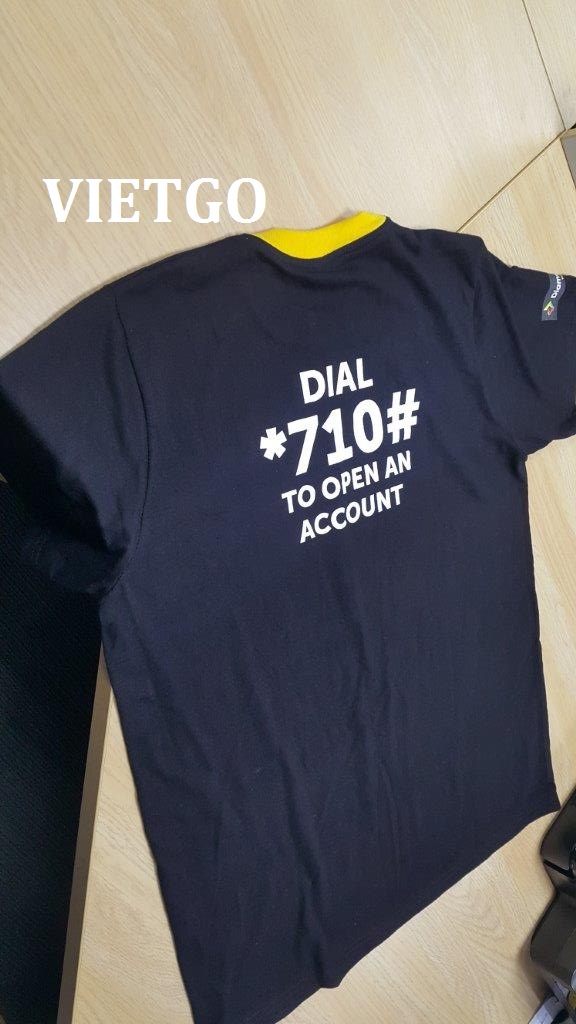 VIETGO
DIAL
*710#
TO OPEN AN
ACCOUNT